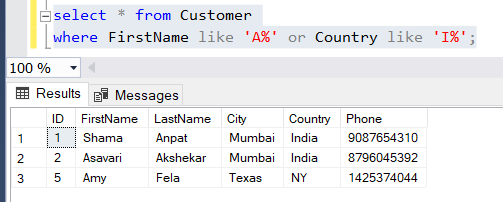 select * from Customer
where FirstName like 'A%' or Country like 'I%';
100 %
Results Messages
ID FirstName LastName City Country Phone
1 1 Shama Anpat Mumbai India 9087654310
2 2 Asavari Akshekar Mumbai India 8796045392
3 5 Amy Fela Texas NY 1425374044